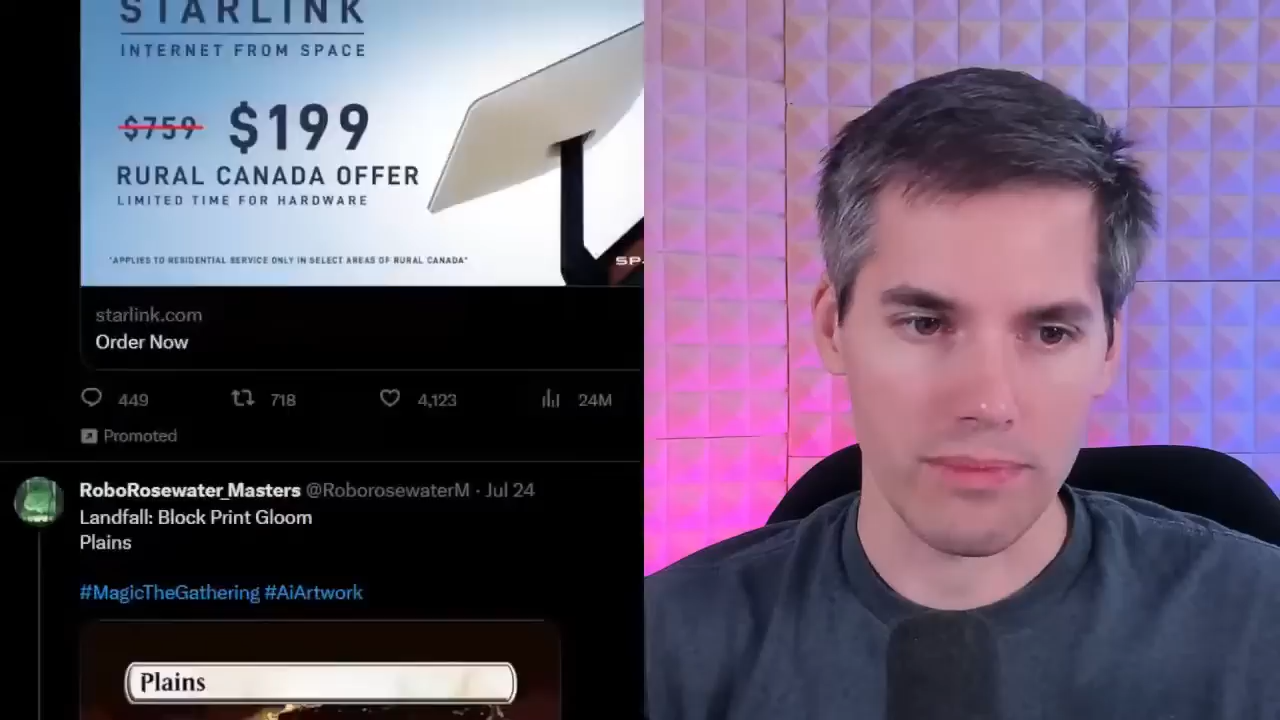 STARLINK
INTERNET FROM SPACE
$759 $199
RURAL CANADA OFFER
LIMITED TIME FOR HARDWARE
*APPLIES TO RESIDENTIAL SERVICE ONLY IN SELECT AREAS OF RURAL CANADA*
starlink.com
Order Now
449 718 4,123 24M
Promoted
RoboRosewater_Masters @RoborosewaterM · Jul 24
Landfall: Block Print Gloom
Plains
#MagicTheGathering #AiArtwork
Plains